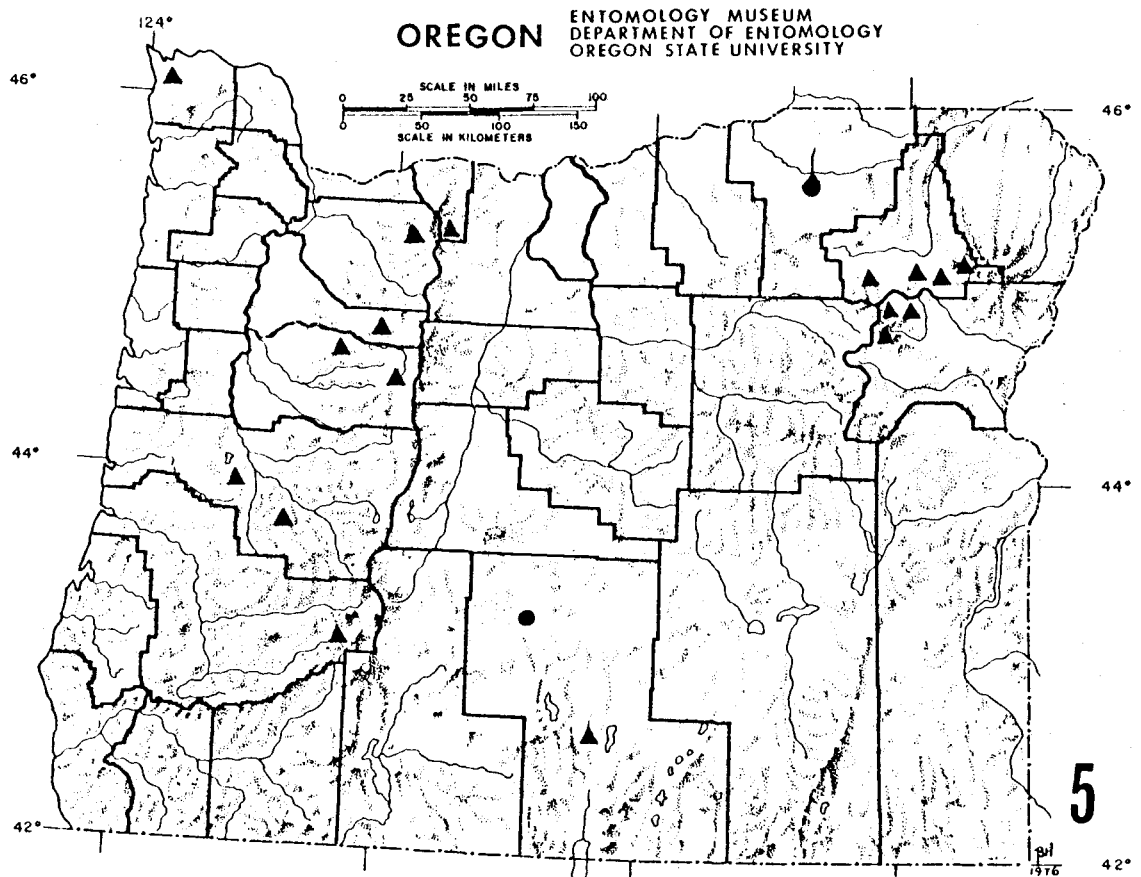 OREGON
ENTOMOLOGY MUSEUM
DEPARTMENT OF ENTOMOLOGY
OREGON STATE UNIVERSITY
124°
46°
SCALE IN MILES
0 25 50 75 100
0 50 100 150
SCALE IN KILOMETERS
46°
44°
44°
5
42°
BH
1976
42°